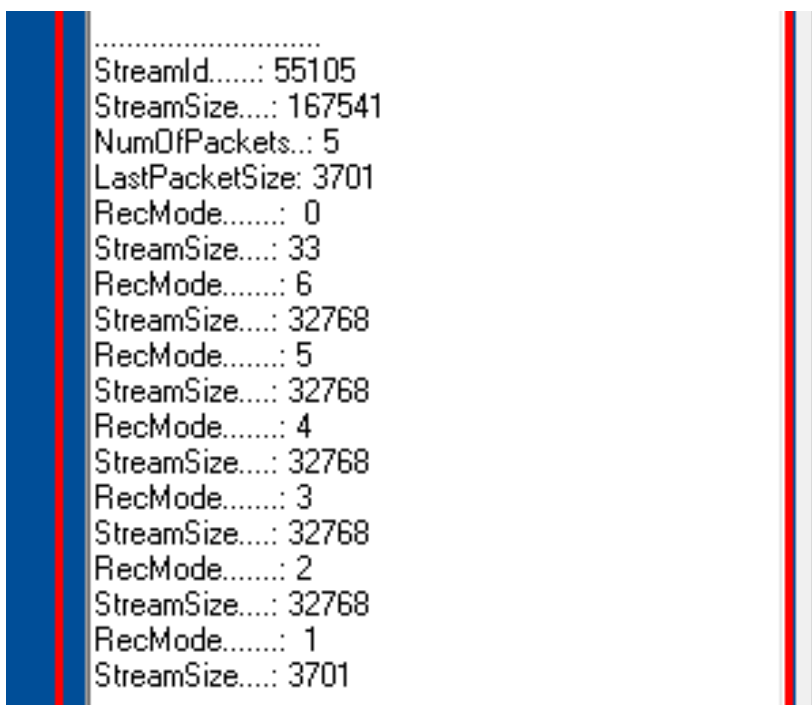 ............................
StreamId......: 55105
StreamSize....: 167541
NumOfPackets..: 5
LastPacketSize: 3701
RecMode.......:  0
StreamSize....: 33
RecMode.......: 6
StreamSize....: 32768
RecMode.......: 5
StreamSize....: 32768
RecMode.......: 4
StreamSize....: 32768
RecMode.......: 3
StreamSize....: 32768
RecMode.......: 2
StreamSize....: 32768
RecMode.......:  1
StreamSize....: 3701